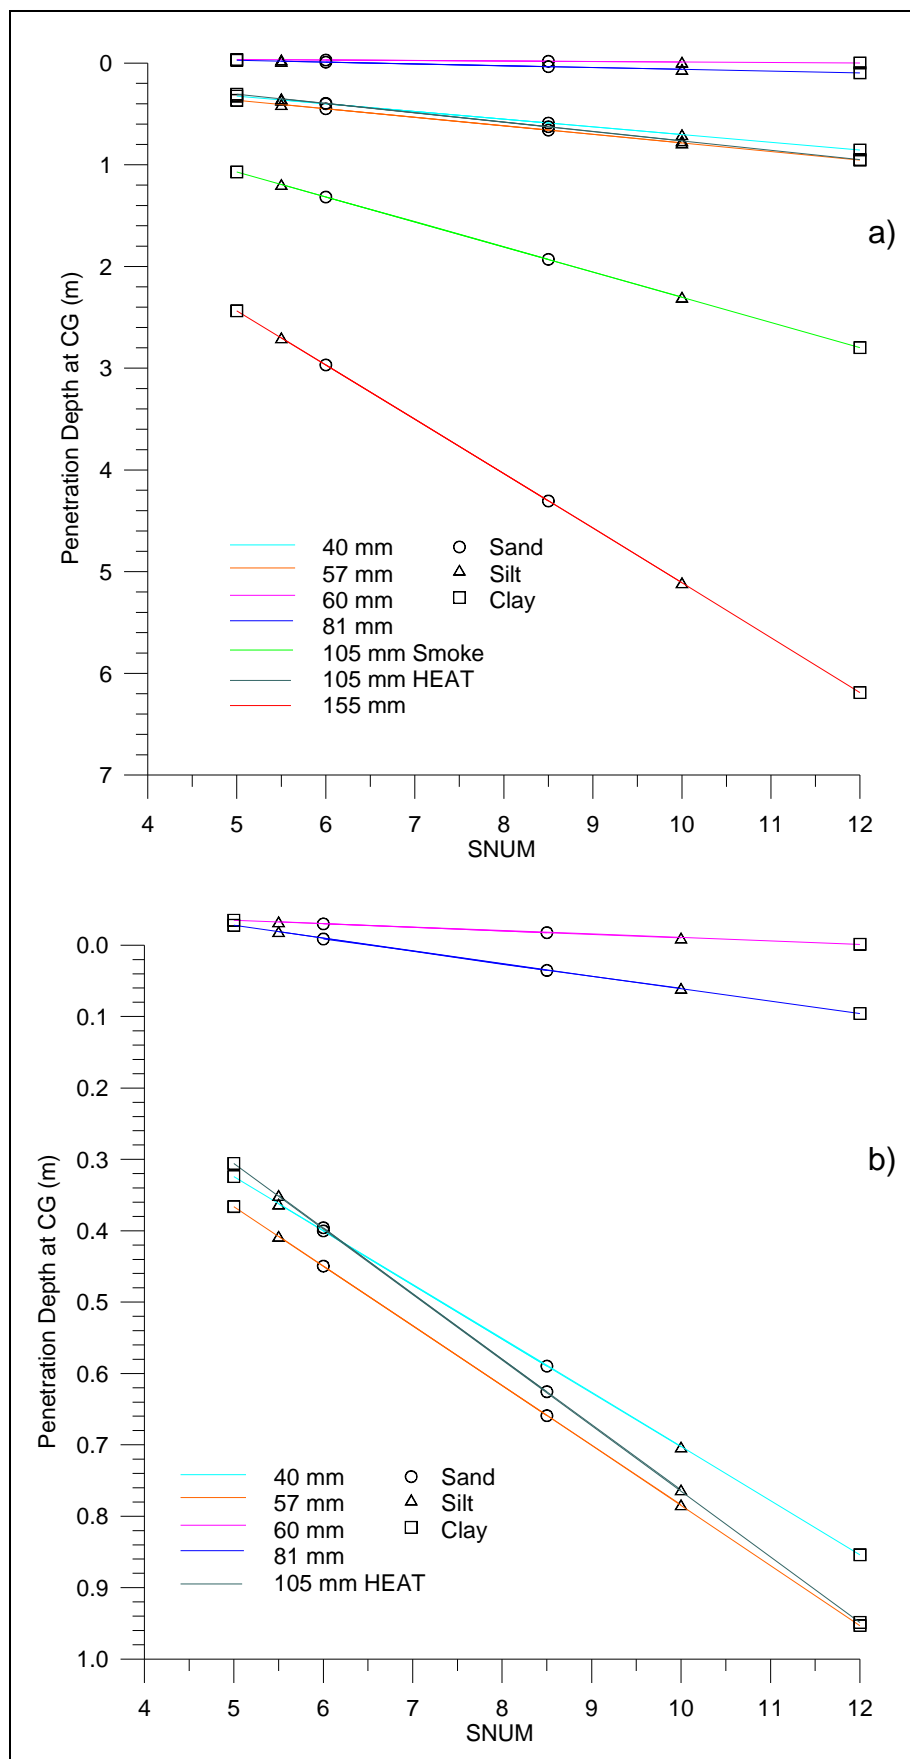 0
1
2
3
4
5
6
7
Penetration Depth at CG (m)
a)
40 mm Sand
57 mm Silt
60 mm Clay
81 mm
105 mm Smoke
105 mm HEAT
155 mm
4 5 6 7 8 9 10 11 12
SNUM
0.0
0.1
0.2
0.3
0.4
0.5
0.6
0.7
0.8
0.9
1.0
Penetration Depth at CG (m)
b)
40 mm Sand
57 mm Silt
60 mm Clay
81 mm
105 mm HEAT
4 5 6 7 8 9 10 11 12
SNUM